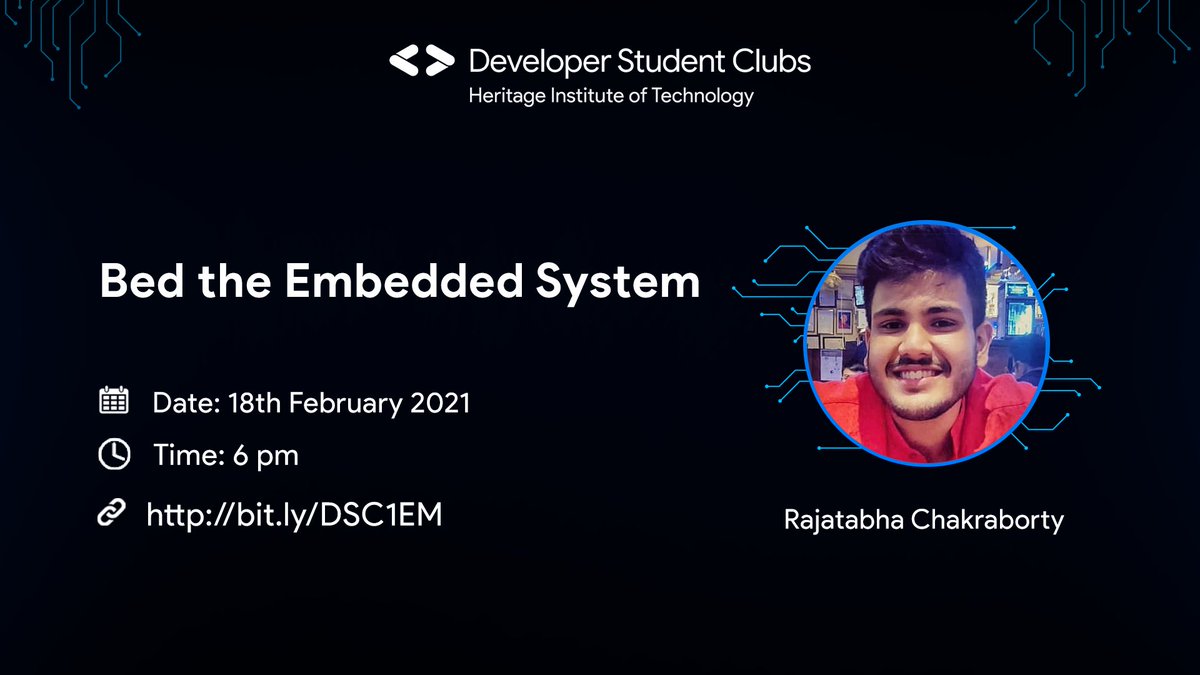 Developer Student Clubs
Heritage Institute of Technology
Bed the Embedded System
Date: 18th February 2021
Time: 6 pm
http://bit.ly/DSC1EM
Rajatabha Chakraborty